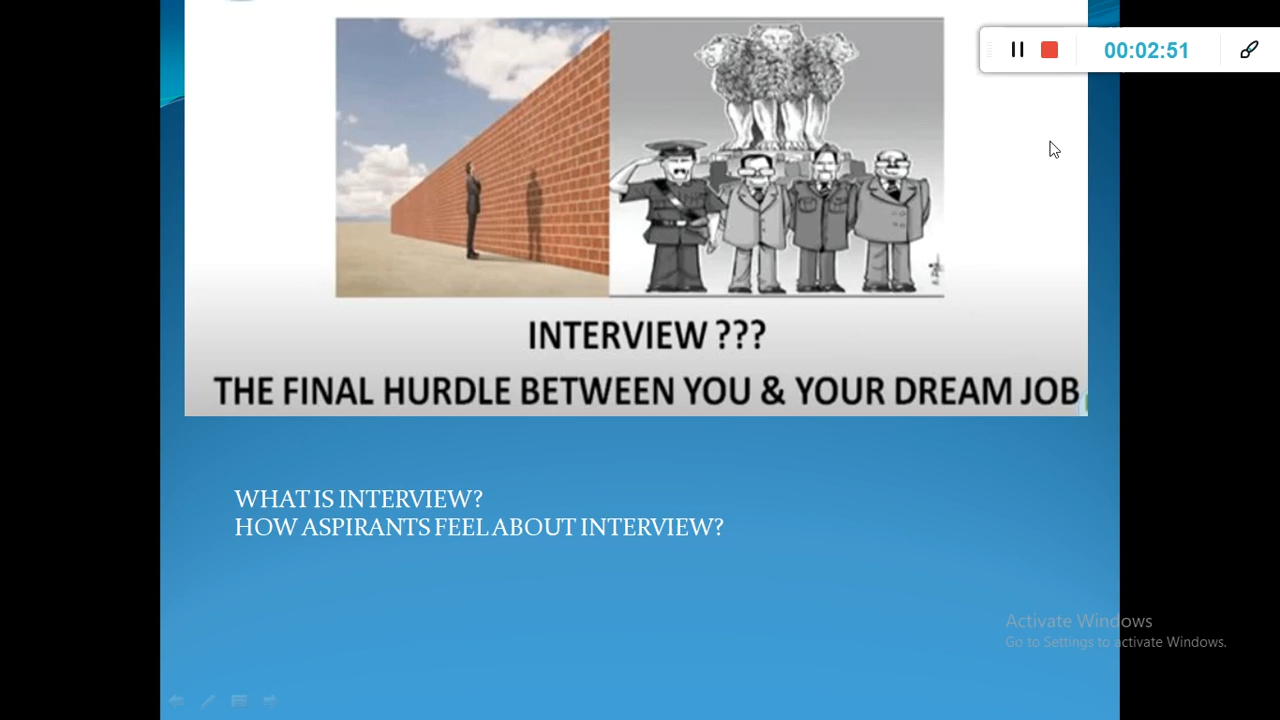 00:02:51
INTERVIEW ???
THE FINAL HURDLE BETWEEN YOU & YOUR DREAM JOB
WHAT IS INTERVIEW?
HOW ASPIRANTS FEEL ABOUT INTERVIEW?
Activate Windows
Go to Settings to activate Windows.